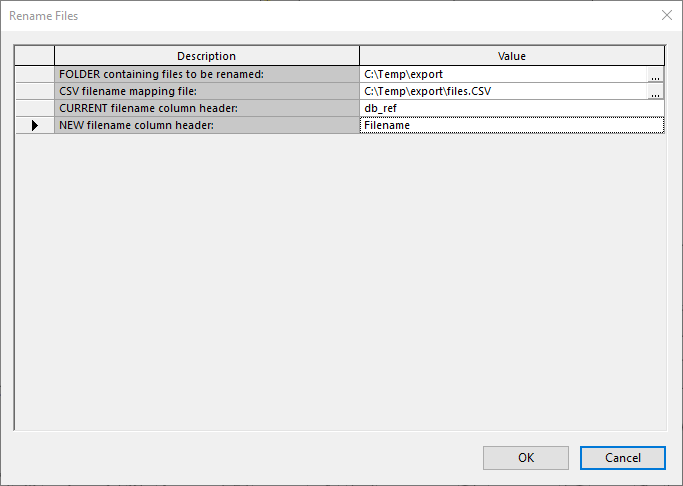 Rename Files
Description Value
FOLDER containing files to be renamed: C:\Temp\export ...
CSV filename mapping file: C:\Temp\export\files.CSV ...
CURRENT filename column header: db_ref
NEW filename column header: Filename
OK Cancel